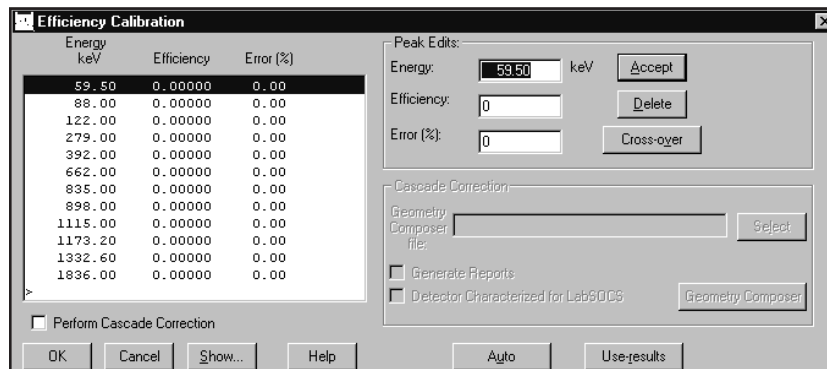 Efficiency Calibration
Energy
keV Efficiency Error (%)
59.50 0.00000 0.00
88.00 0.00000 0.00
122.00 0.00000 0.00
279.00 0.00000 0.00
392.00 0.00000 0.00
662.00 0.00000 0.00
835.00 0.00000 0.00
898.00 0.00000 0.00
1115.00 0.00000 0.00
1173.20 0.00000 0.00
1332.60 0.00000 0.00
1836.00 0.00000 0.00
>
Perform Cascade Correction
Peak Edits:
Energy: 59.50 keV Accept
Efficiency: 0 Delete
Error (%): 0 Cross-over
Cascade Correction
Geometry
Composer
file:
Select
Generate Reports
Detector Characterized for LabSOCS Geometry Composer
OK Cancel Show... Help Auto Use-results